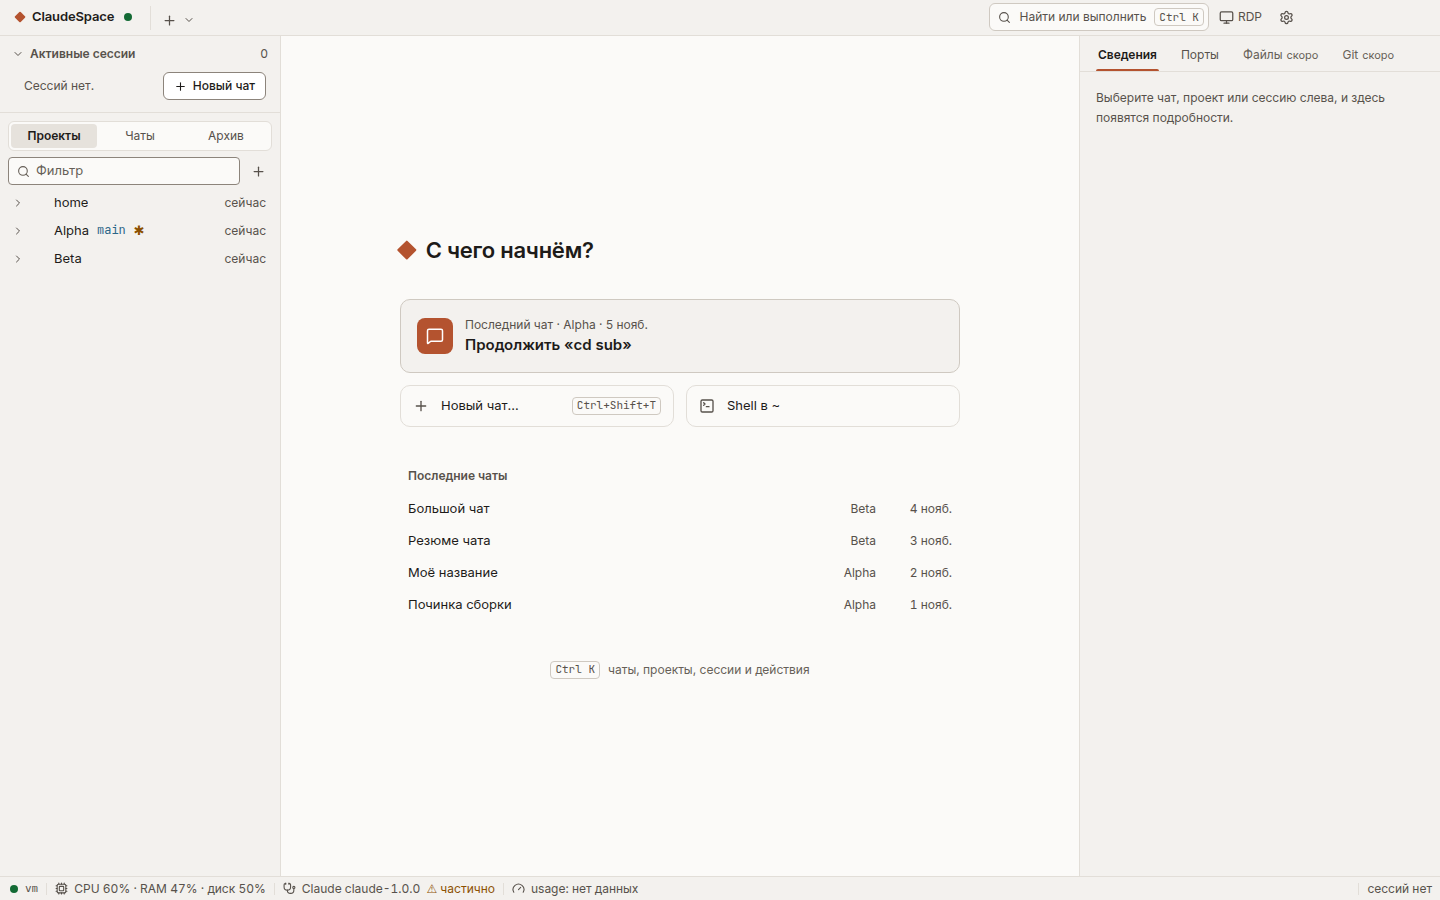 ClaudeSpace
Найти или выполнить Ctrl K RDP
Активные сессии 0
Сессий нет. Новый чат
Проекты Чаты Архив
Фильтр
home сейчас
Alpha main ✱ сейчас
Beta сейчас
С чего начнём?
Последний чат · Alpha · 5 нояб.
Продолжить «cd sub»
Новый чат... Ctrl+Shift+T
Shell в ~
Последние чаты
Большой чат Beta 4 нояб.
Резюме чата Beta 3 нояб.
Моё название Alpha 2 нояб.
Починка сборки Alpha 1 нояб.
Ctrl K чаты, проекты, сессии и действия
Сведения Порты Файлы скоро Git скоро
Выберите чат, проект или сессию слева, и здесь
появятся подробности.
vm CPU 60% · RAM 47% · диск 50% Claude claude-1.0.0 ⚠ частично usage: нет данных сессий нет